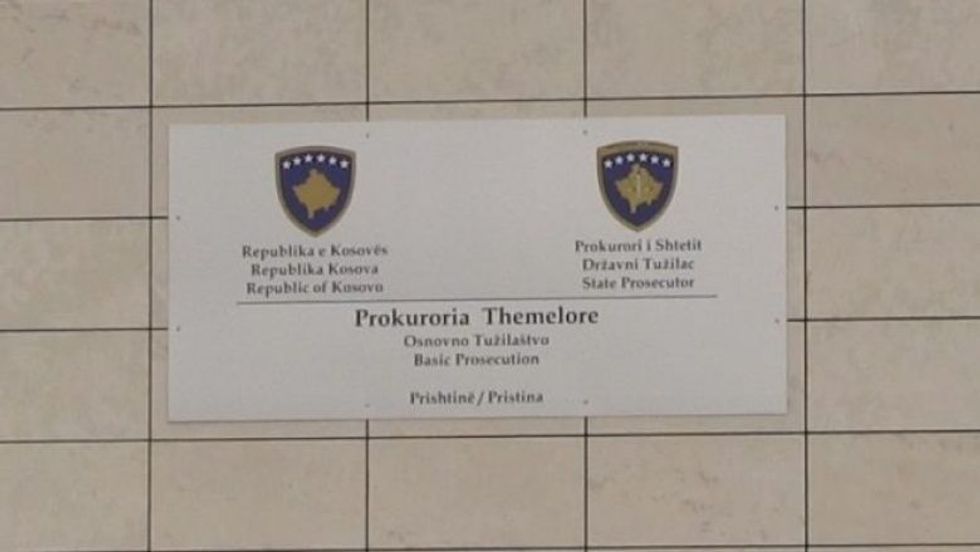 Republika e Kosovës
Republika Kosova
Republic of Kosovo
Prokurori i Shtetit
Državni Tužilac
State Prosecutor
Prokuroria Themelore
Osnovno Tužilaštvo
Basic Prosecution
Prishtinë / Pristina